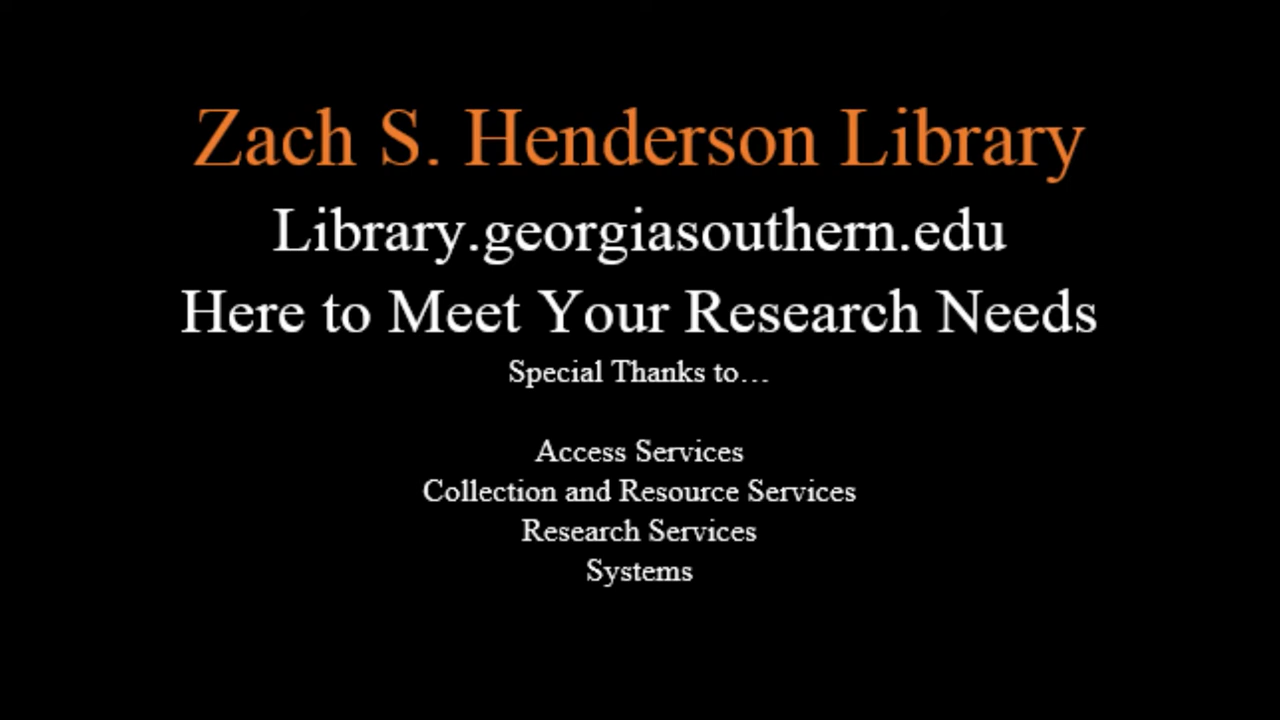 Zach S. Henderson Library
Library.georgiasouthern.edu
Here to Meet Your Research Needs
Special Thanks to…
Access Services
Collection and Resource Services
Research Services
Systems